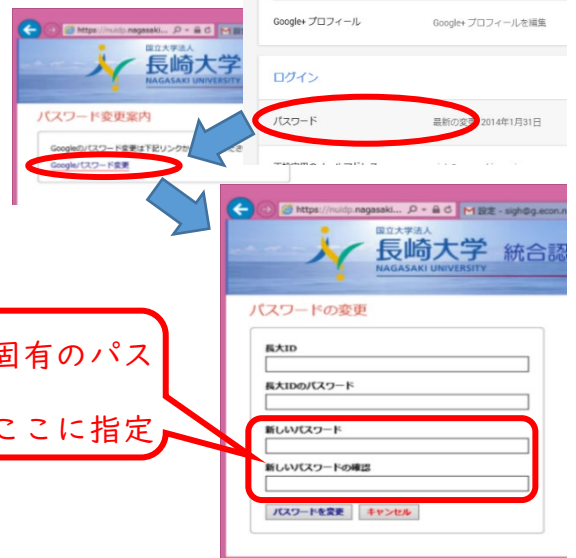 Google+ プロフィール
Google+ プロフィールを編集
ログイン
パスワード
最新の変更: 2014年1月31日
https://nuidp.nagasaki...
国立大学法人
長崎大学
NAGASAKI UNIVERSITY
パスワード変更案内
Googleのパスワード変更は下記リンクか
Googleパスワード変更
https://nuidp.nagasaki...
設定 - sigh@g.econ.n
国立大学法人
長崎大学 統合認
NAGASAKI UNIVERSITY
パスワードの変更
長大ID
長大IDのパスワード
新しいパスワード
新しいパスワードの確認
パスワードを変更 キャンセル
固有のパス
ここに指定